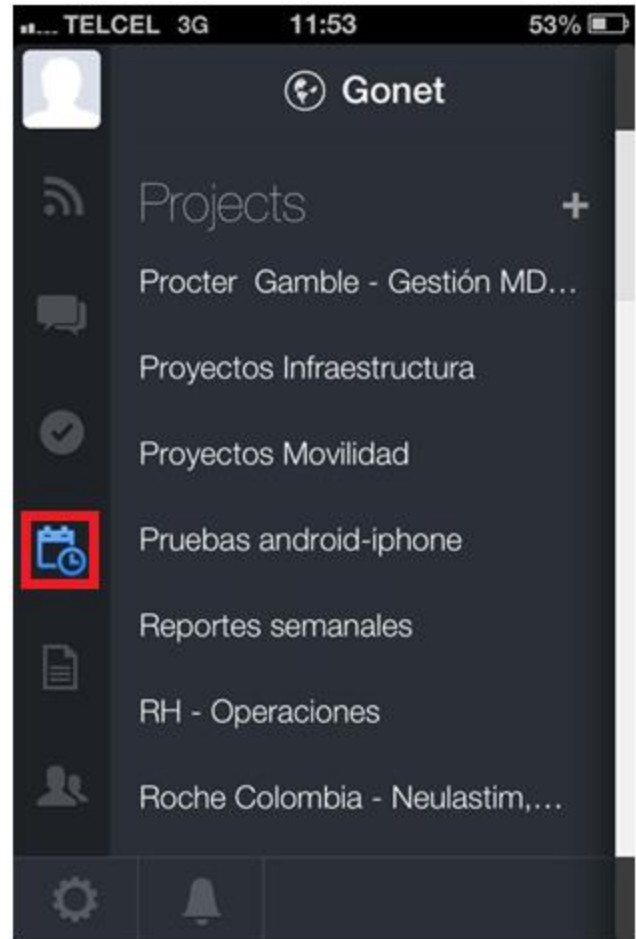 .... TELCEL 3G 11:53 53%
Gonet
Projects +
Procter Gamble - Gestión MD...
Proyectos Infraestructura
Proyectos Movilidad
Pruebas android-iphone
Reportes semanales
RH - Operaciones
Roche Colombia - Neulastim,...